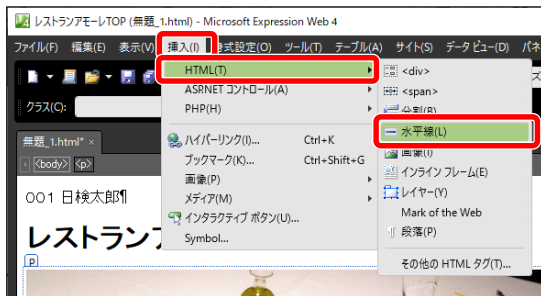 レストランアモーレTOP (無題_1.html) - Microsoft Expression Web 4
ファイル(F) 編集(E) 表示(V) 挿入(I) 書式設定(O) ツール(T) テーブル(A) サイト(S) データ ビュー(D) パネ
HTML(T)
ASP.NET コントロール(A)
PHP(H)
ハイパーリンク(I)... Ctrl+K
ブックマーク(K)... Ctrl+Shift+G
画像(P)
メディア(M)
インタラクティブ ボタン(U)...
Symbol...
<div>
<span>
分割(B)
水平線(L)
画像(I)
インライン フレーム(E)
レイヤー(Y)
Mark of the Web
段落(P)
その他の HTML タグ(T)...
クラス(C):
無題_1.html* ×
<body> <p>
001 日検太郎¶
レストラン
p